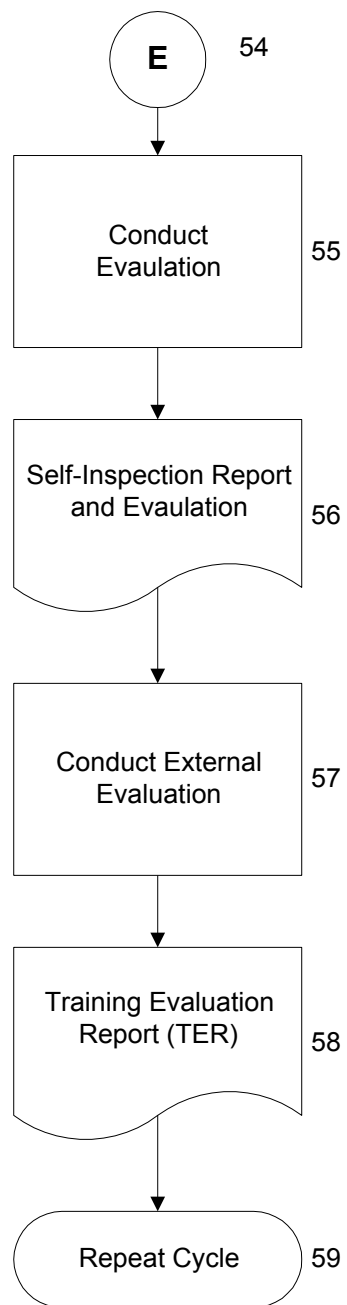 E
54
Conduct
Evaulation
55
Self-Inspection Report
and Evaulation
56
Conduct External
Evaluation
57
Training Evaluation
Report (TER)
58
Repeat Cycle
59